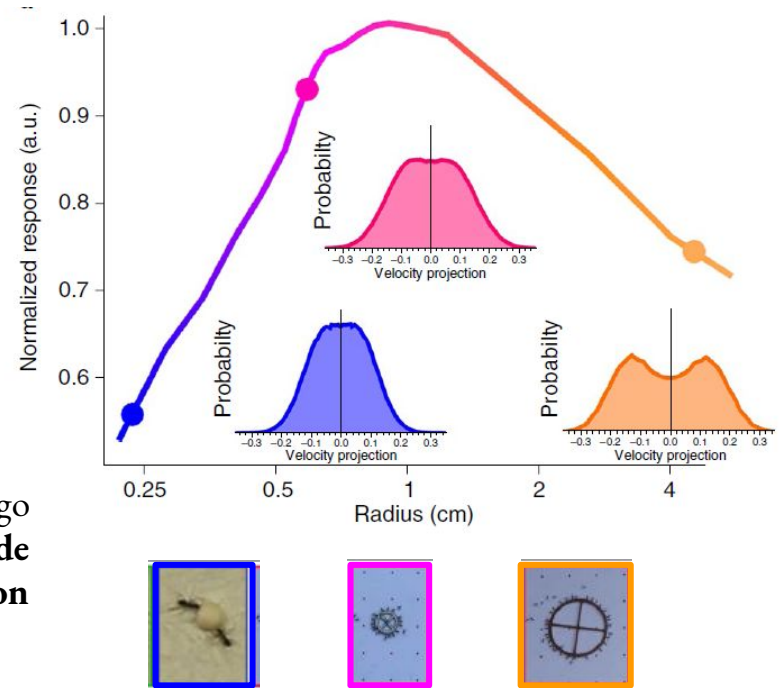 Normalized response (a.u.)
1.0
0.9
0.8
0.7
0.6
Probabilty
−0.3 −0.2 −0.1 0.0 0.1 0.2 0.3
Velocity projection
Probabilty
−0.3 −0.2 −0.1 0.0 0.1 0.2 0.3
Velocity projection
Probabilty
−0.3 −0.2 −0.1 0.0 0.1 0.2 0.3
Velocity projection
0.25 0.5 1 2 4
Radius (cm)
go
de
on